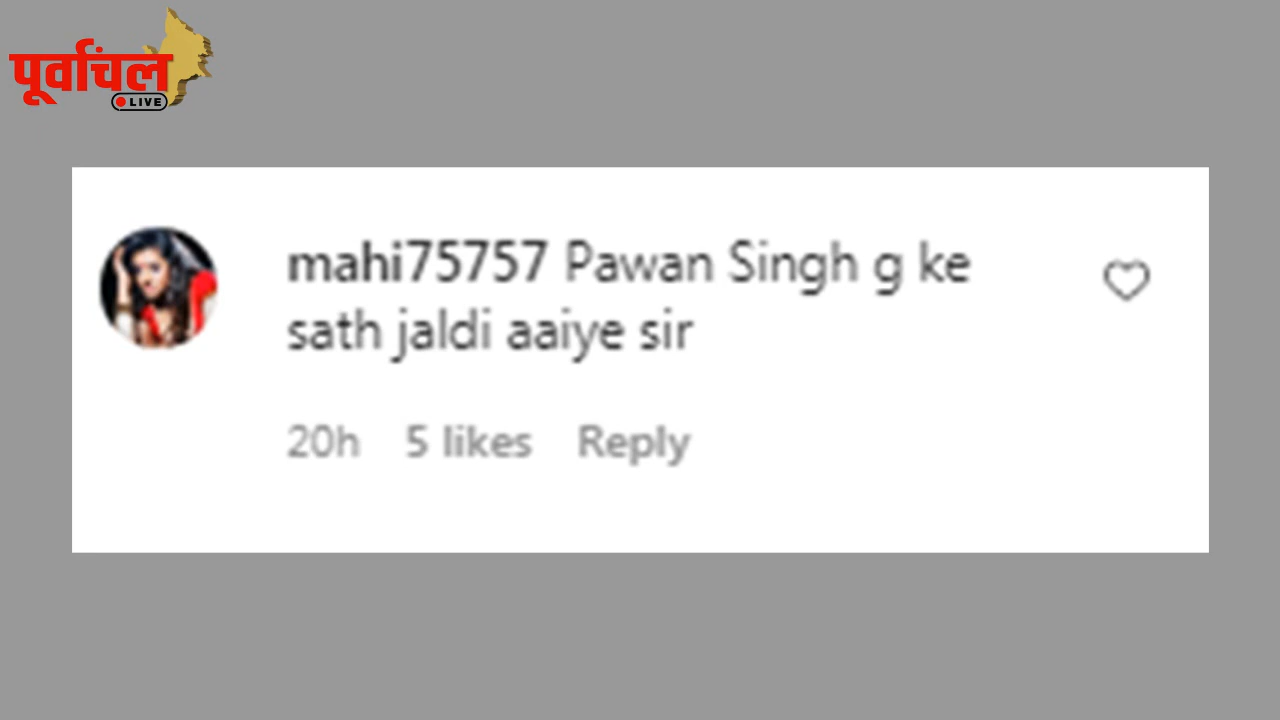 पूर्वांचल
LIVE
mahi75757 Pawan Singh g ke
sath jaldi aaiye sir
20h 5 likes Reply